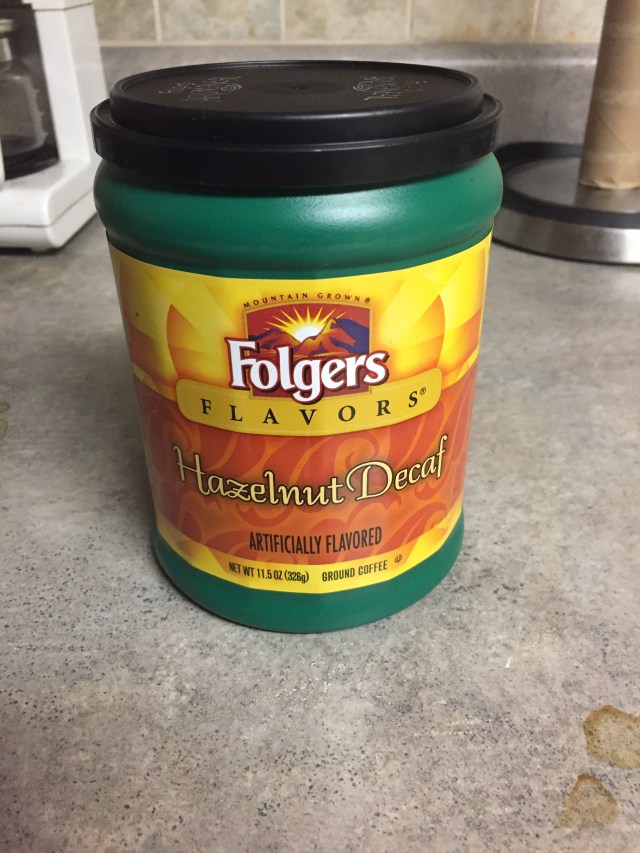 MOUNTAIN GROWN®
Folgers
FLAVORS®
Hazelnut Decaf
ARTIFICIALLY FLAVORED
NET WT 11.5 OZ (326g) GROUND COFFEE